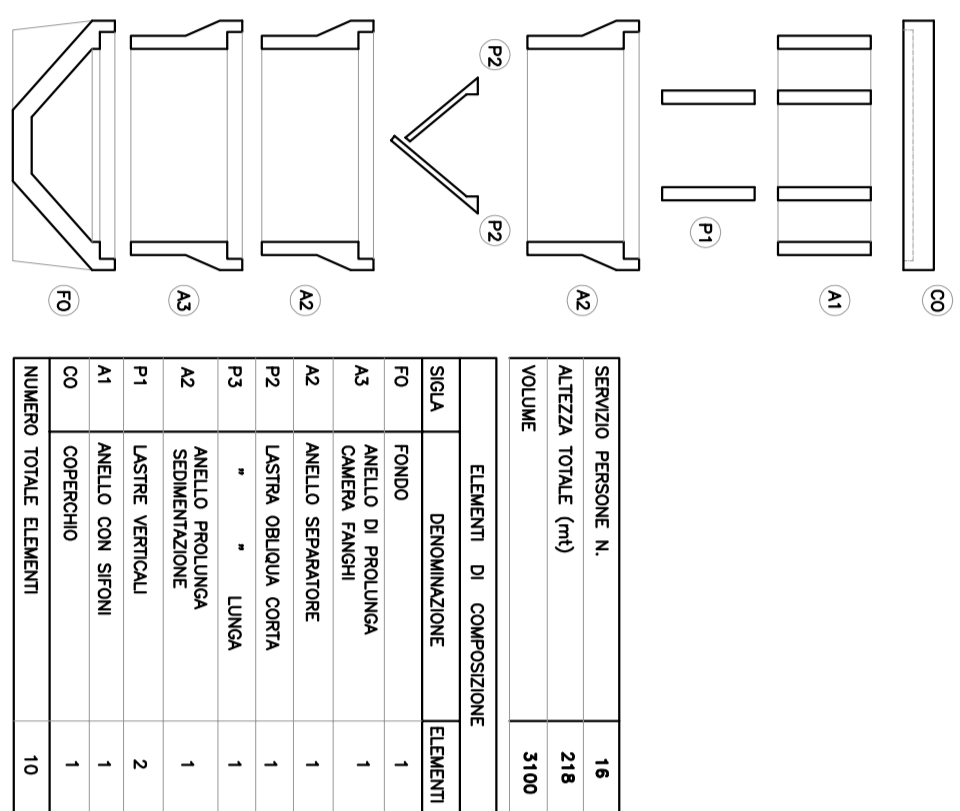 CO
A1
P1
A2
P2
P2
A2
A3
FO
SERVIZIO PERSONE N. 16
ALTEZZA TOTALE (mt) 218
VOLUME 3100
ELEMENTI DI COMPOSIZIONE
SIGLA DENOMINAZIONE ELEMENTI
FO FONDO 1
A3 ANELLO DI PROLUNGA
CAMERA FANGHI 1
A2 ANELLO SEPARATORE 1
P2 LASTRA OBLIQUA CORTA 1
P3 " " LUNGA 1
A2 ANELLO PROLUNGA
SEDIMENTAZIONE 1
P1 LASTRE VERTICALI 2
A1 ANELLO CON SIFONI 1
CO COPERCHIO 1
NUMERO TOTALE ELEMENTI 10